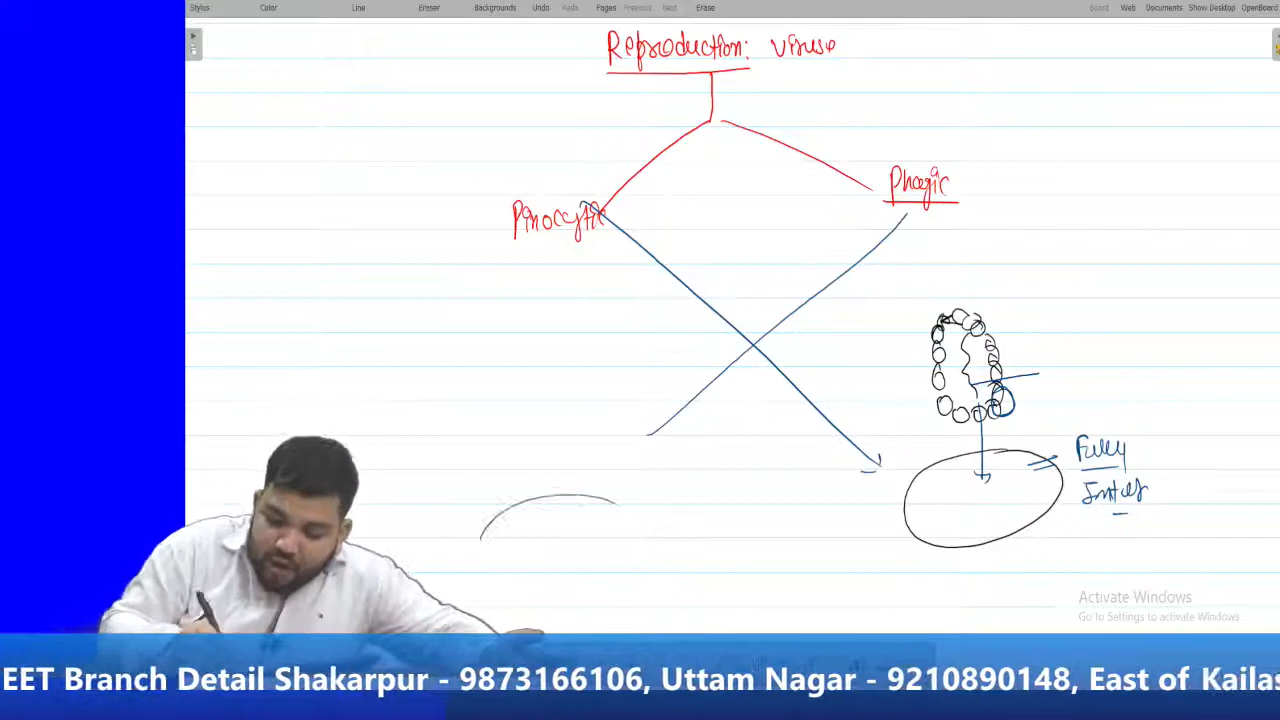 Stylus Color Line Eraser Backgrounds Undo Redo Pages Previous Next Erase Board Web Documents Show Desktop OpenBoard
Reproduction: viruse
Phagic
Pinocytic
Fully
Activate Windows
Go to Settings to activate Windows.
EET Branch Detail Shakarpur - 9873166106, Uttam Nagar - 9210890148, East of Kailas